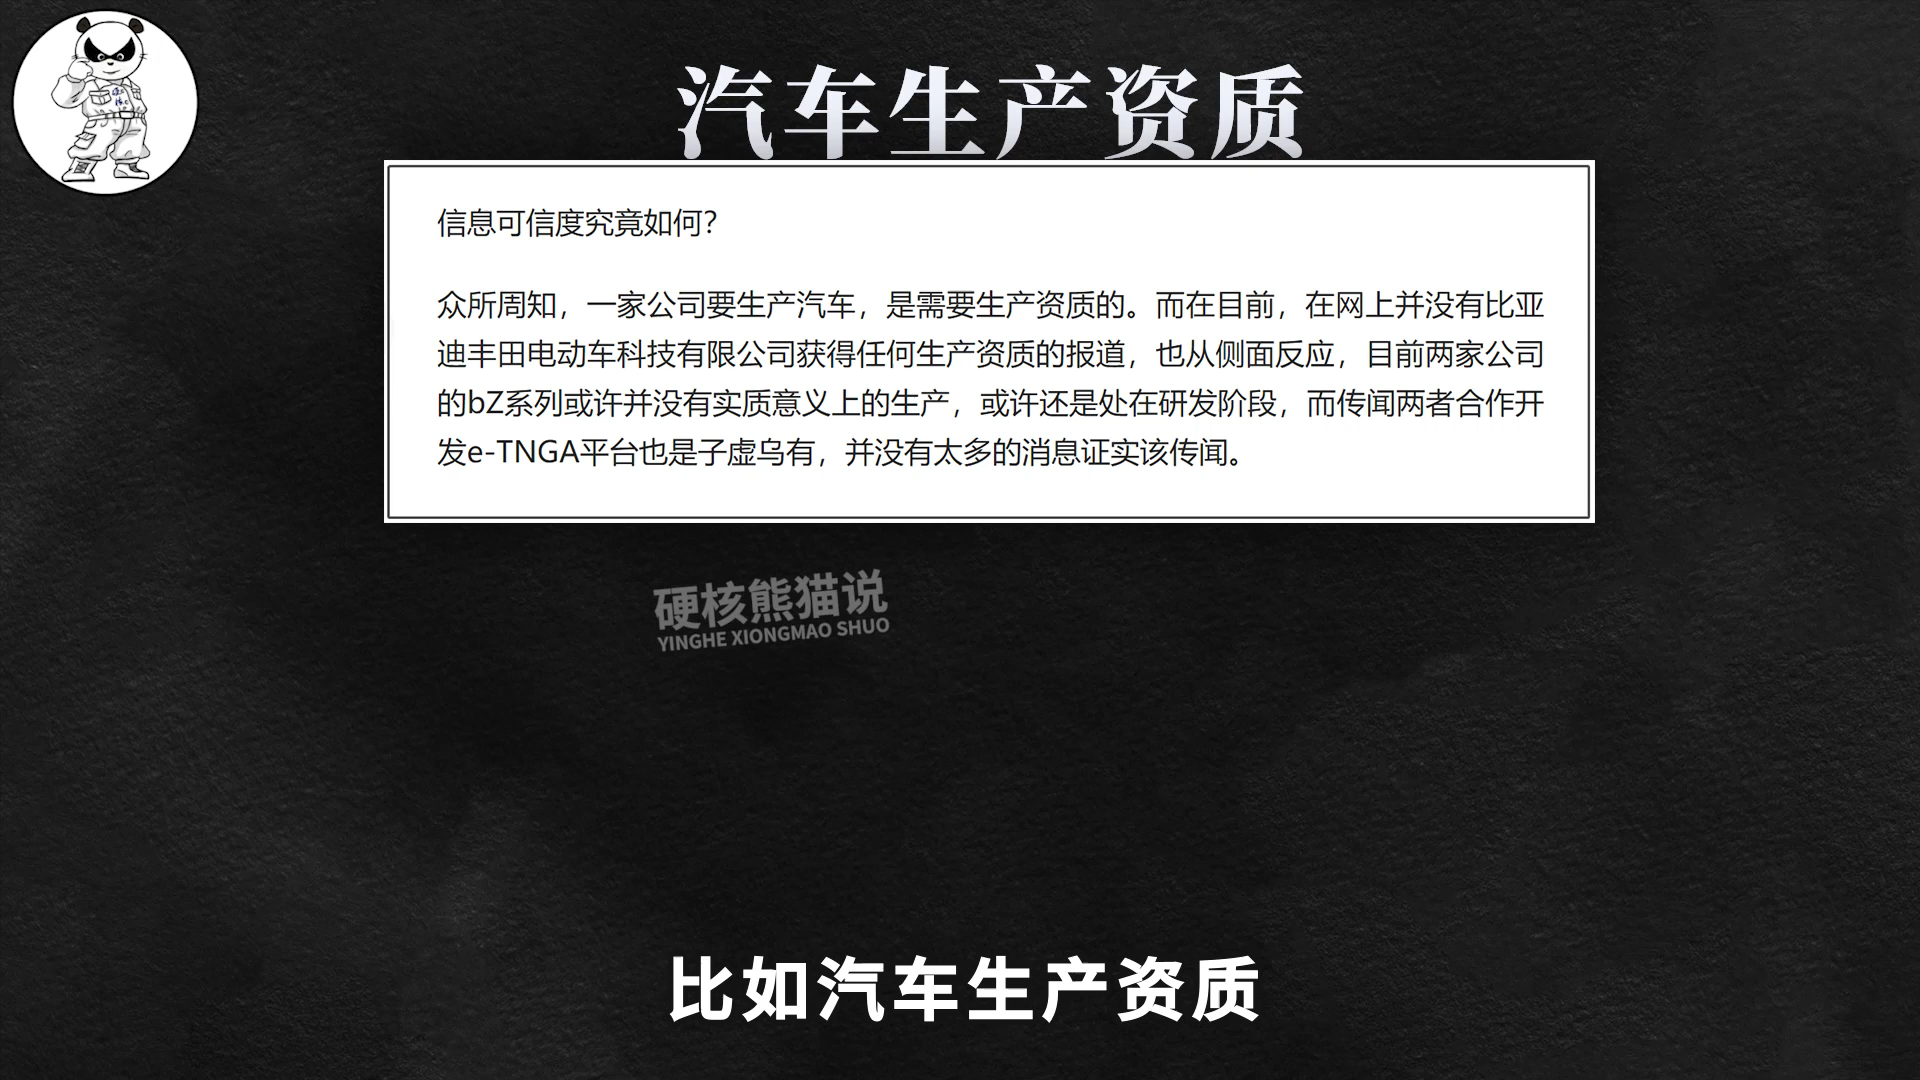 汽车生产资质
信息可信度究竟如何？
众所周知，一家公司要生产汽车，是需要生产资质的。而在目前，在网上并没有比亚
迪丰田电动车科技有限公司获得任何生产资质的报道，也从侧面反应，目前两家公司
的bZ系列或许并没有实质意义上的生产，或许还是处在研发阶段，而传闻两者合作开
发e-TNGA平台也是子虚乌有，并没有太多的消息证实该传闻。
硬核熊猫说
YINGHE XIONGMAO SHUO
比如汽车生产资质